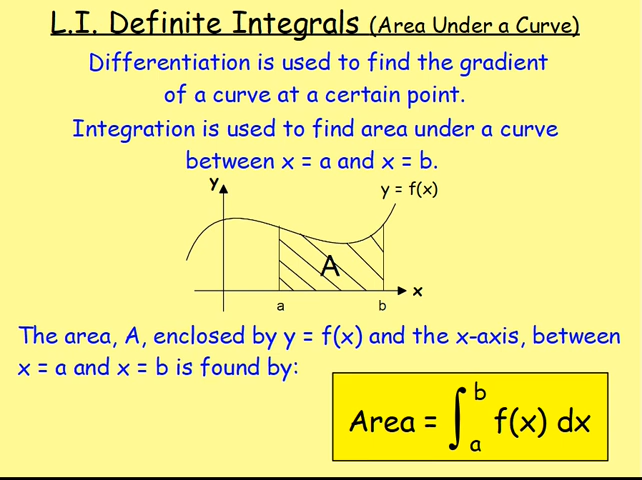 L.I. Definite Integrals (Area Under a Curve)
Differentiation is used to find the gradient
of a curve at a certain point.
Integration is used to find area under a curve
between x = a and x = b.
y
y = f(x)
A
x
a
b
The area, A, enclosed by y = f(x) and the x-axis, between
x = a and x = b is found by:
Area = ∫ₐᵇ f(x) dx